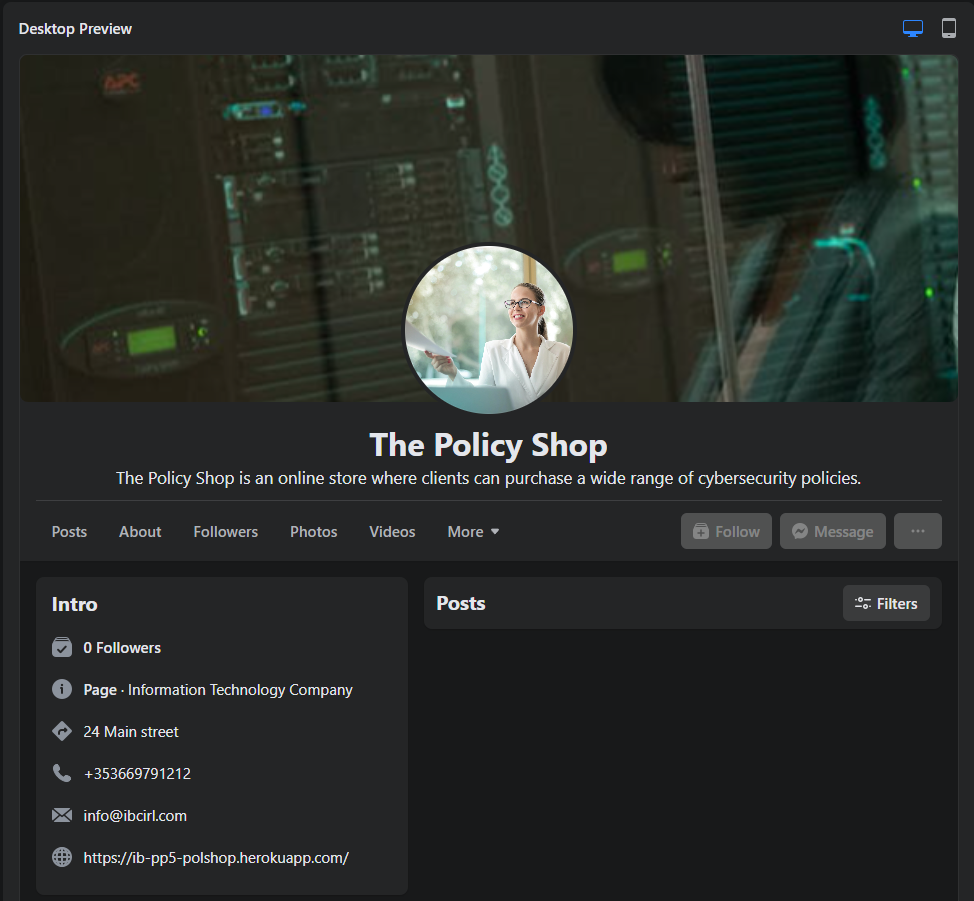 Desktop Preview
APC
The Policy Shop
The Policy Shop is an online store where clients can purchase a wide range of cybersecurity policies.
Posts About Followers Photos Videos More Follow Message ...
Intro
Posts Filters
0 Followers
Page · Information Technology Company
24 Main street
+353669791212
info@ibcirl.com
https://ib-pp5-polshop.herokuapp.com/